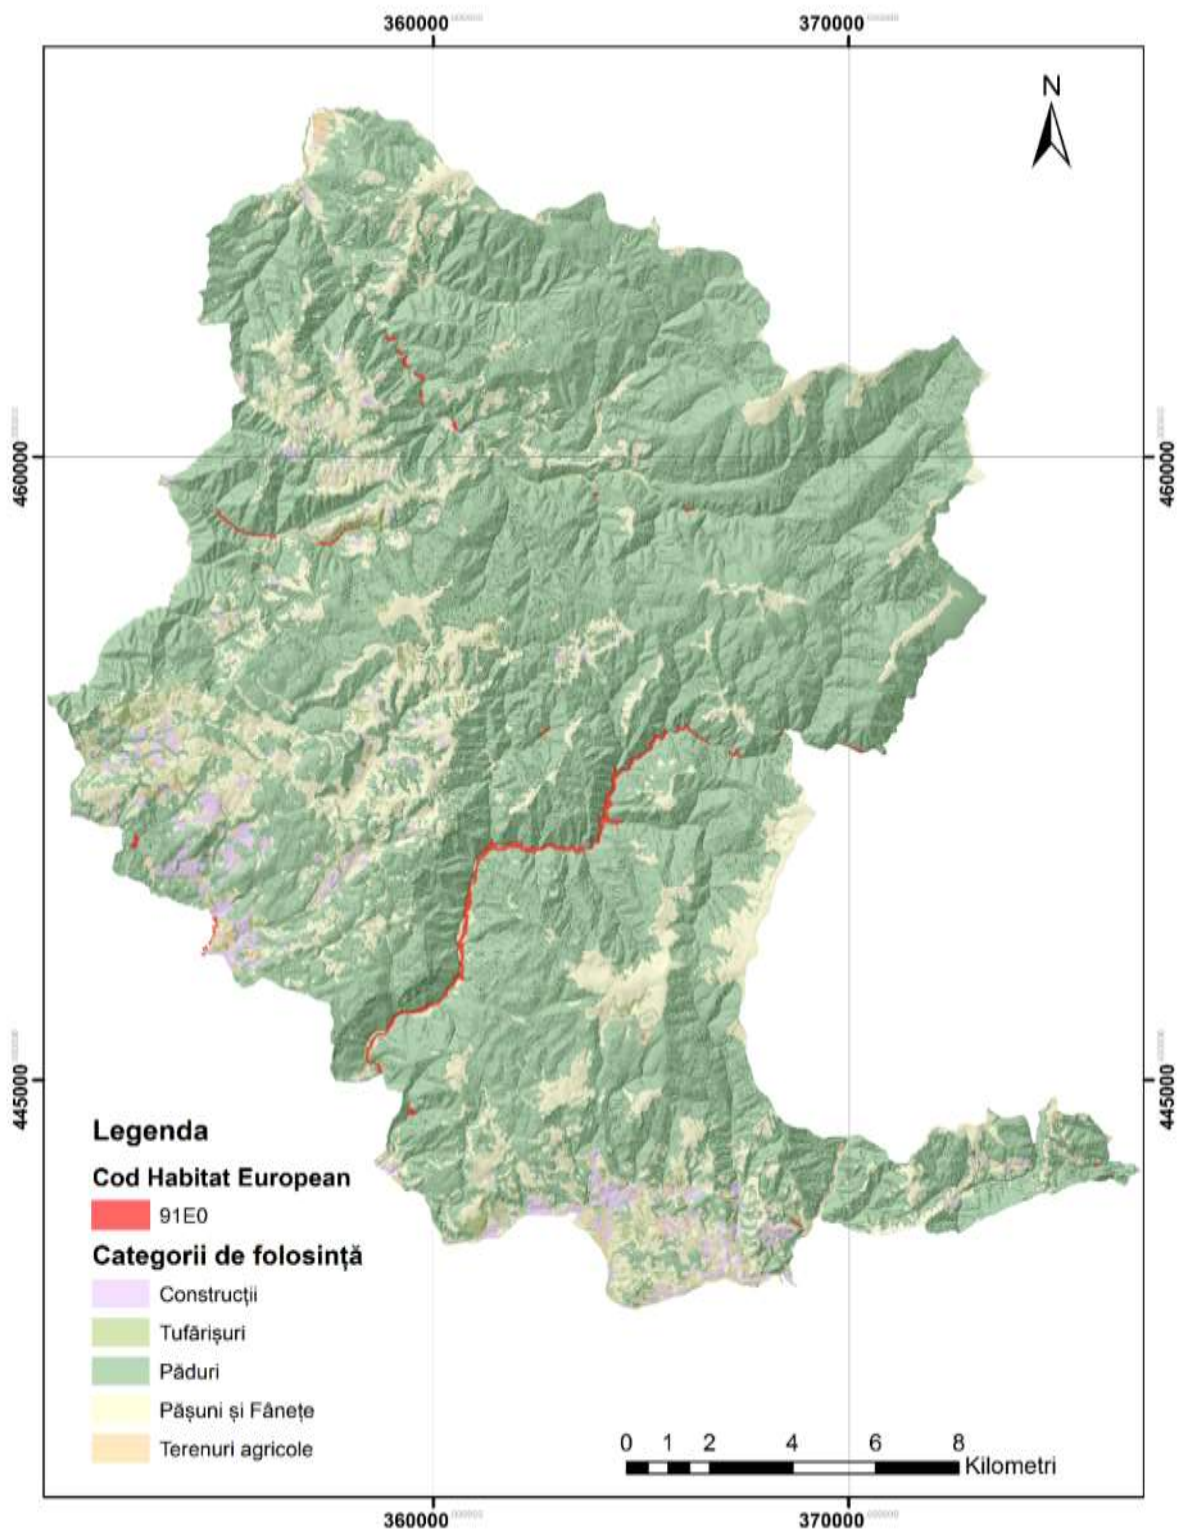 360000 370000
N
460000 460000
445000 445000
Legenda
Cod Habitat European
91E0
Categorii de folosință
Construcții
Tufărișuri
Păduri
Pășuni și Fânețe
Terenuri agricole
0 1 2 4 6 8
Kilometri
360000 370000